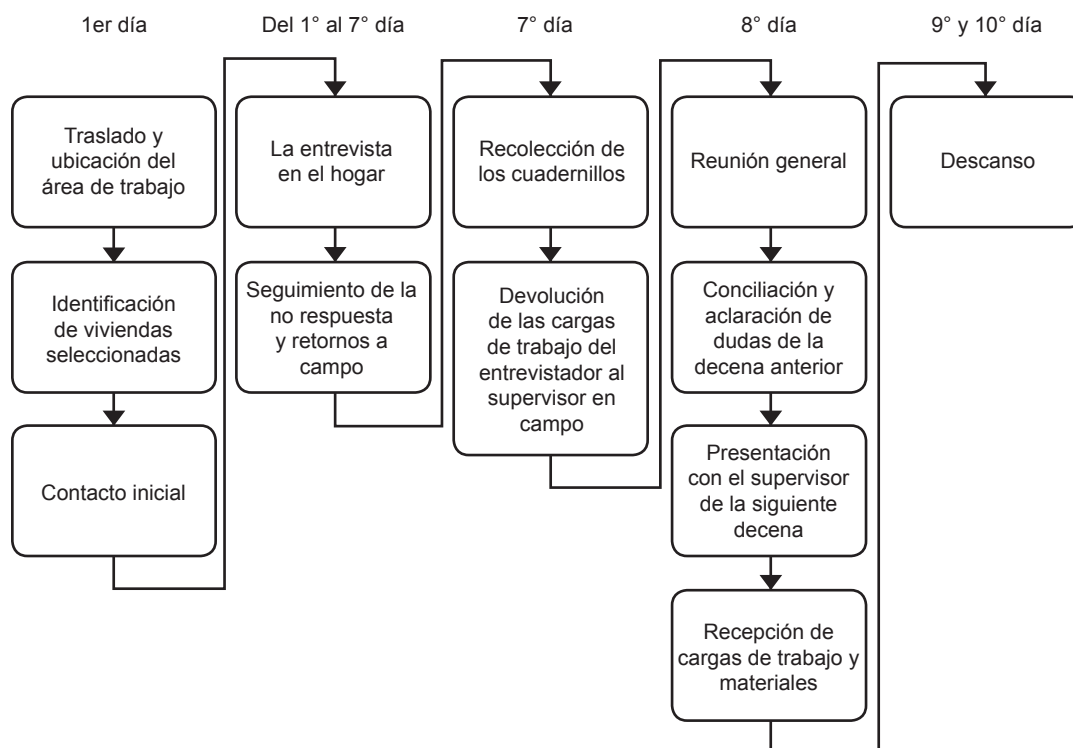 1er día
Del 1° al 7° día
7° día
8° día
9° y 10° día
Traslado y
ubicación del
área de trabajo
Identificación
de viviendas
seleccionadas
Contacto inicial
La entrevista
en el hogar
Seguimiento de la
no respuesta
y retornos a
campo
Recolección de
los cuadernillos
Devolución
de las cargas
de trabajo del
entrevistador al
supervisor en
campo
Reunión general
Conciliación y
aclaración de
dudas de la
decena anterior
Presentación
con el supervisor
de la siguiente
decena
Recepción de
cargas de trabajo y
materiales
Descanso